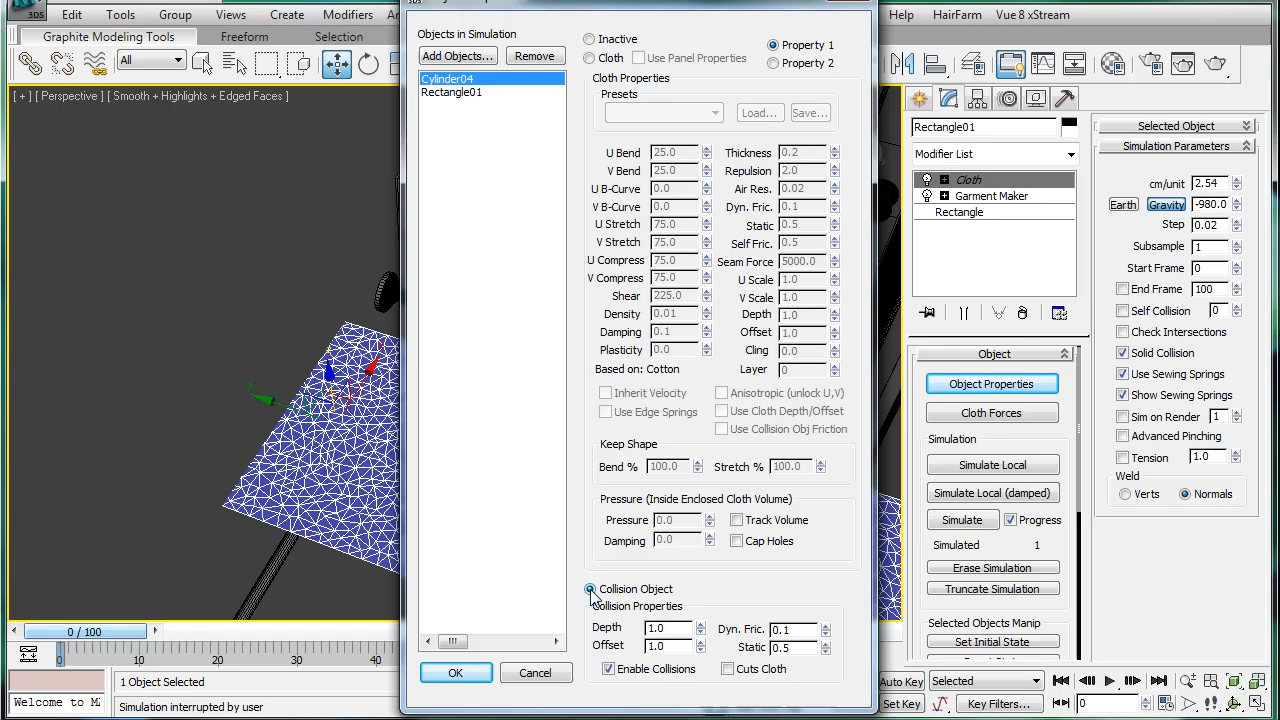 3DS Edit Tools Group Views Create Modifiers
Help HairFarm Vue 8 xStream
Graphite Modeling Tools Freeform Selection
All
[ + ] [ Perspective ] [ Smooth + Highlights + Edged Faces ]
Objects in Simulation
Add Objects... Remove
Cylinder04
Rectangle01
Inactive
Cloth Use Panel Properties
Property 1
Property 2
Cloth Properties
Presets
Load... Save...
U Bend 25.0 Thickness 0.2
V Bend 25.0 Repulsion 2.0
U B-Curve 0.0 Air Res. 0.02
V B-Curve 0.0 Dyn. Fric. 0.1
U Stretch 75.0 Static 0.5
V Stretch 75.0 Self Fric. 0.5
U Compress 75.0 Seam Force 5000.0
V Compress 75.0 U Scale 1.0
Shear 225.0 V Scale 1.0
Density 0.01 Depth 1.0
Damping 0.1 Offset 1.0
Plasticity 0.0 Cling 0.0
Based on: Cotton Layer 0
Inherit Velocity Anisotropic (unlock U,V)
Use Edge Springs Use Cloth Depth/Offset
Use Collision Obj Friction
Keep Shape
Bend % 100.0 Stretch % 100.0
Pressure (Inside Enclosed Cloth Volume)
Pressure 0.0 Track Volume
Damping 0.0 Cap Holes
Collision Object
Collision Properties
Depth 1.0 Dyn. Fric. 0.1
Offset 1.0 Static 0.5
Enable Collisions Cuts Cloth
OK Cancel
Rectangle01
Modifier List
Cloth
Garment Maker
Rectangle
Object
Object Properties
Cloth Forces
Simulation
Simulate Local
Simulate Local (damped)
Simulate Progress
Simulated 1
Erase Simulation
Truncate Simulation
Selected Objects Manip
Set Initial State
Selected Object
Simulation Parameters
cm/unit 2.54
Earth Gravity -980.0
Step 0.02
Subsample 1
Start Frame 0
End Frame 100
Self Collision 0
Check Intersections
Solid Collision
Use Sewing Springs
Show Sewing Springs
Sim on Render 1
Advanced Pinching
Tension 1.0
Weld
Verts Normals
0 / 100
0 10 20 30 40
1 Object Selected
Welcome to M
Simulation interrupted by user
Auto Key Selected
Set Key Key Filters... 0